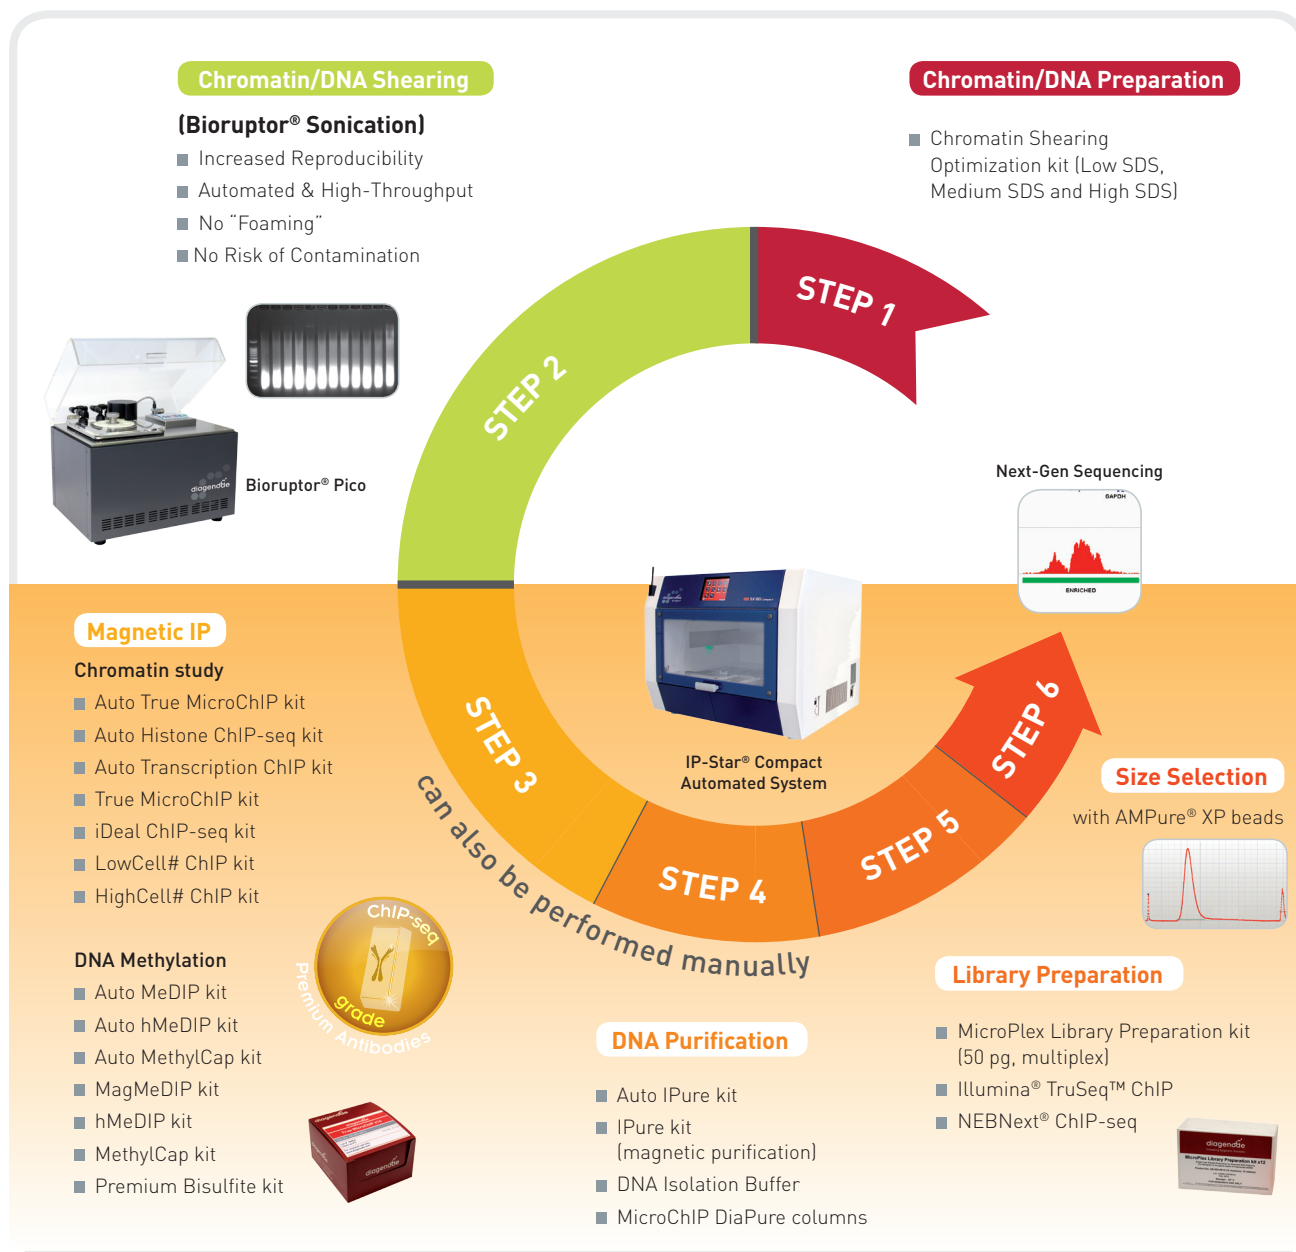 Chromatin/DNA Shearing
(Bioruptor® Sonication)
Increased Reproducibility
Automated & High-Throughput
No “Foaming”
No Risk of Contamination
Chromatin/DNA Preparation
Chromatin Shearing
Optimization kit (Low SDS,
Medium SDS and High SDS)
STEP 1
STEP 2
diagenode
Bioruptor® Pico
Next-Gen Sequencing
GAPDH
ENRICHED
Magnetic IP
Chromatin study
Auto True MicroChIP kit
Auto Histone ChIP-seq kit
Auto Transcription ChIP kit
True MicroChIP kit
iDeal ChIP-seq kit
LowCell# ChIP kit
HighCell# ChIP kit
DNA Methylation
Auto MeDIP kit
Auto hMeDIP kit
Auto MethylCap kit
MagMeDIP kit
hMeDIP kit
MethylCap kit
Premium Bisulfite kit
ChIP-seq
grade
Premium Antibodies
diagenode
STEP 3
can also be performed manually
IP-Star® Compact
Automated System
STEP 4
STEP 5
STEP 6
Size Selection
with AMPure® XP beads
DNA Purification
Auto IPure kit
IPure kit
(magnetic purification)
DNA Isolation Buffer
MicroChIP DiaPure columns
Library Preparation
MicroPlex Library Preparation kit
(50 pg, multiplex)
Illumina® TruSeq™ ChIP
NEBNext® ChIP-seq
diagenode
MicroPlex Library Preparation kit x12